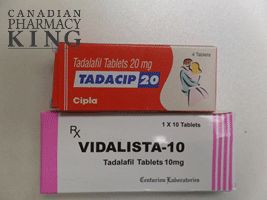 CANADIAN
PHARMACY
KING
4 Tablets
Tadalafil Tablets 20 mg
TADACIP 20
Cipla
Rx
1 X 10 Tablets
VIDALISTA-10
Tadalafil Tablets 10mg
Centurion Laboratories